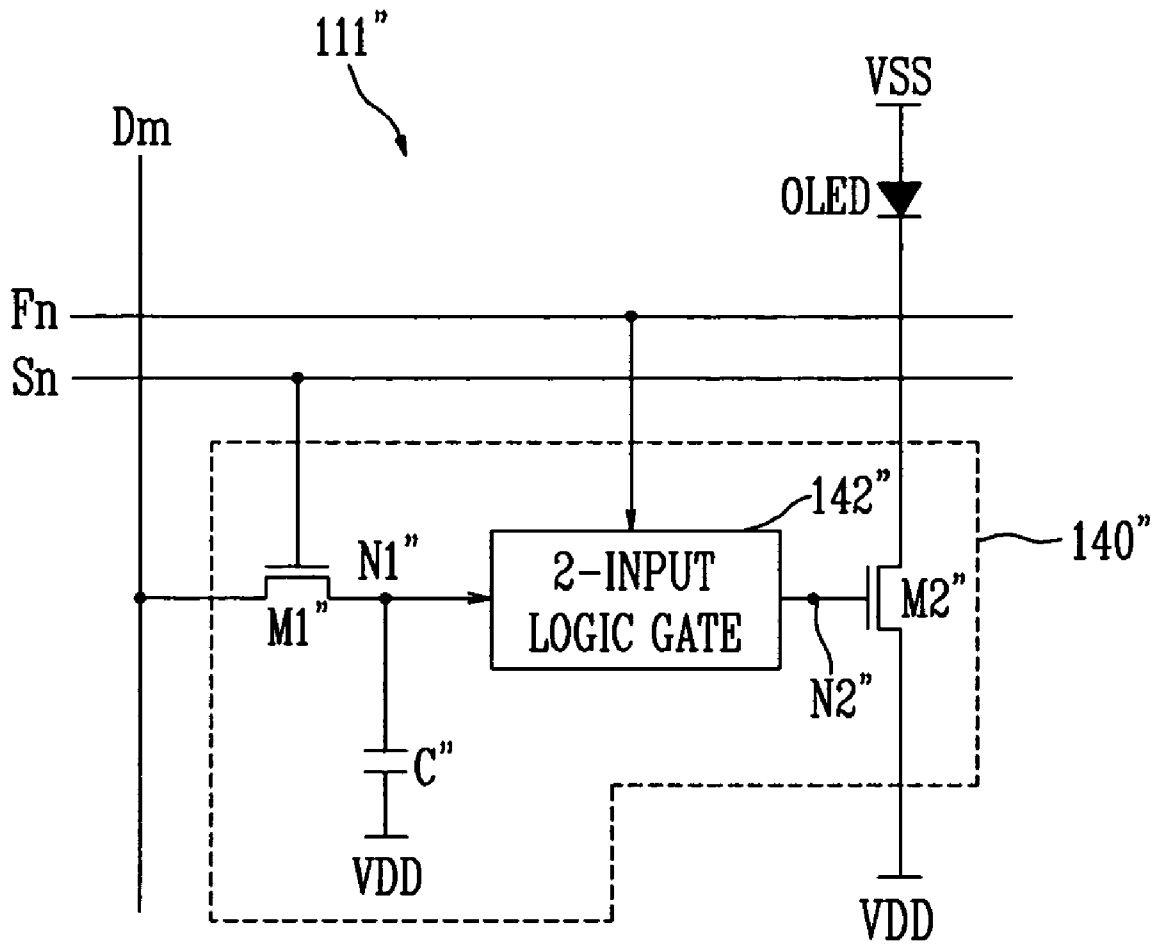 111”
VSS
Dm
OLED
Fn
Sn
142”
140”
N1”
2-INPUT
LOGIC GATE
M2”
M1”
N2”
C”
VDD
VDD